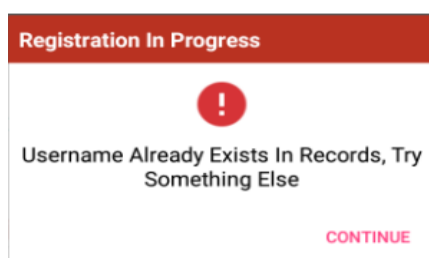 Registration In Progress
!
Username Already Exists In Records, Try
Something Else
CONTINUE